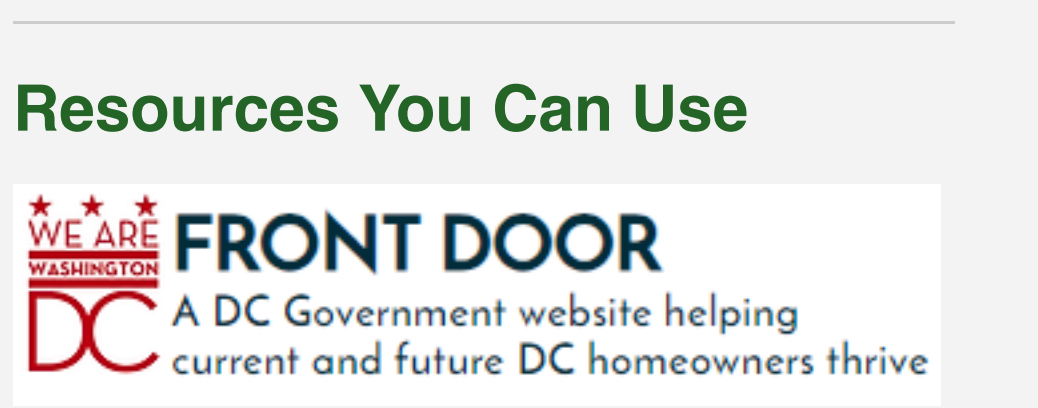 Resources You Can Use
WE ARE
WASHINGTON
DC
FRONT DOOR
A DC Government website helping
current and future DC homeowners thrive